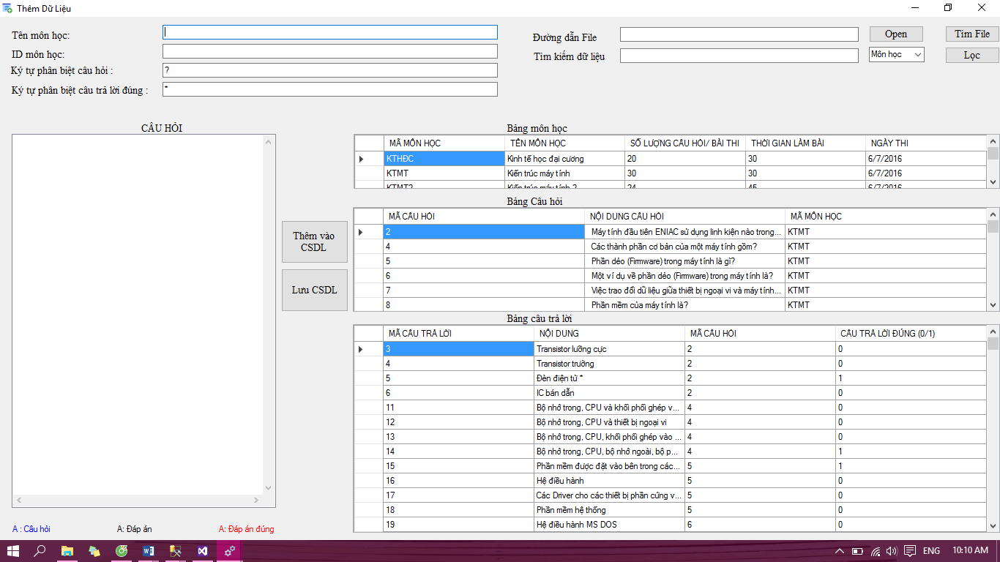 Thêm Dữ Liệu
Tên môn học:
ID môn học:
Ký tự phân biệt câu hỏi : ?
Ký tự phân biệt câu trả lời đúng : *
Đường dẫn File Open Tìm File
Tìm kiếm dữ liệu Môn học Lọc
CÂU HỎI
Thêm vào
CSDL
Lưu CSDL
A : Câu hỏi A: Đáp án A: Đáp án đúng
Bảng môn học
MÃ MÔN HỌC TÊN MÔN HỌC SỐ LƯỢNG CÂU HỎI/ BÀI THI THỜI GIAN LÀM BÀI NGÀY THI
KTHĐC Kinh tế học đại cương 20 30 6/7/2016
KTMT Kiến trúc máy tính 30 30 6/7/2016
KTMT2 Kiến trúc máy tính 2 24 45 6/7/2016
Bảng Câu hỏi
MÃ CÂU HỎI NỘI DUNG CÂU HỎI MÃ MÔN HỌC
2 Máy tính đầu tiên ENIAC sử dụng linh kiện nào trong... KTMT
4 Các thành phần cơ bản của một máy tính gồm? KTMT
5 Phần dẻo (Firmware) trong máy tính là gì? KTMT
6 Một ví dụ về phần dẻo (Firmware) trong máy tính là? KTMT
7 Việc trao đổi dữ liệu giữa thiết bị ngoại vi và máy tính... KTMT
8 Phần mềm của máy tính là? KTMT
Bảng câu trả lời
MÃ CÂU TRẢ LỜI NỘI DUNG MÃ CÂU HỎI CÂU TRẢ LỜI ĐÚNG (0/1)
3 Transistor lưỡng cực 2 0
4 Transistor trường 2 0
5 Đèn điện tử * 2 1
6 IC bán dẫn 2 0
11 Bộ nhớ trong, CPU và khối phối ghép v... 4 0
12 Bộ nhớ trong, CPU và thiết bị ngoại vi 4 0
13 Bộ nhớ trong, CPU, khối phối ghép vào ... 4 0
14 Bộ nhớ trong, CPU, bộ nhớ ngoài, bộ p... 4 1
15 Phần mềm được đặt vào bên trong các... 5 1
16 Hệ điều hành 5 0
17 Các Driver cho các thiết bị phần cứng v... 5 0
18 Phần mềm hệ thống 5 0
19 Hệ điều hành MS DOS 6 0
ENG 10:10 AM